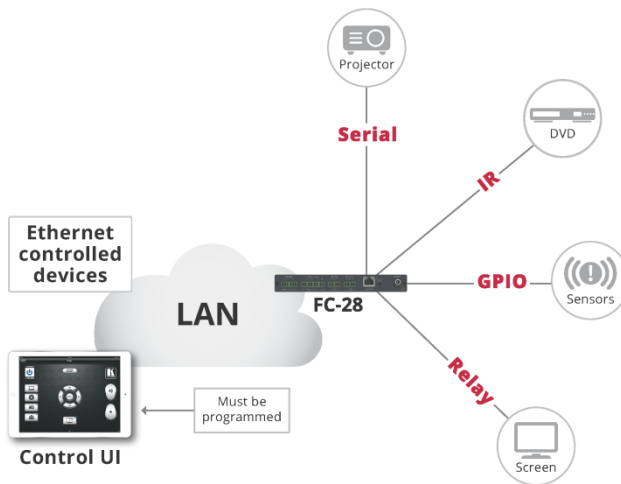 Projector
Serial
DVD
IR
Ethernet
controlled
devices
GPIO
Sensors
FC-28
LAN
Relay
Must be
programmed
Control UI
Screen